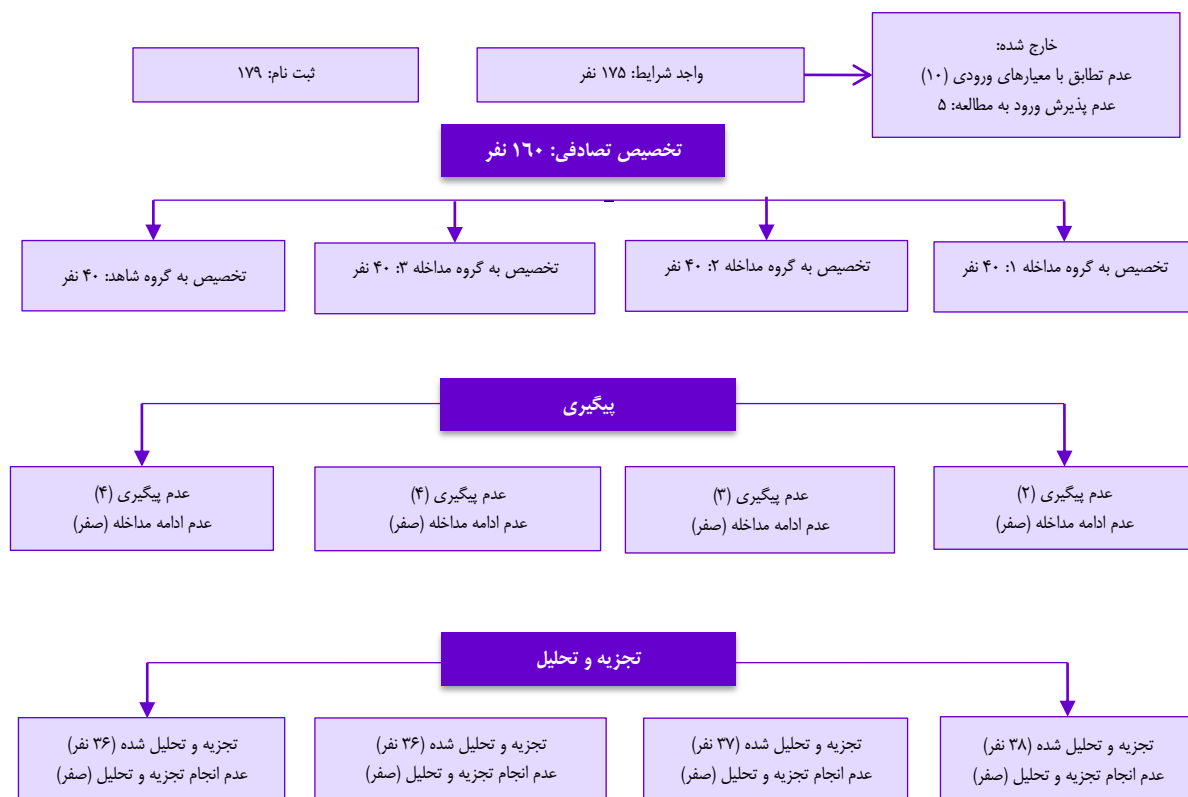 خارج شده:
عدم تطابق با معیارهای ورودی (۱۰)
عدم پذیرش ورود به مطالعه: ۵
واجد شرایط: ۱۷۵ نفر
ثبت نام: ۱۷۹
تخصیص تصادفی: ۱۶۰ نفر
تخصیص به گروه مداخله ۱: ۴۰ نفر
تخصیص به گروه مداخله ۲: ۴۰ نفر
تخصیص به گروه مداخله ۳: ۴۰ نفر
تخصیص به گروه شاهد: ۴۰ نفر
پیگیری
عدم پیگیری (۲)
عدم ادامه مداخله (صفر)
عدم پیگیری (۳)
عدم ادامه مداخله (صفر)
عدم پیگیری (۴)
عدم ادامه مداخله (صفر)
عدم پیگیری (۴)
عدم ادامه مداخله (صفر)
تجزیه و تحلیل
تجزیه و تحلیل شده (۳۸ نفر)
عدم انجام تجزیه و تحلیل (صفر)
تجزیه و تحلیل شده (۳۷ نفر)
عدم انجام تجزیه و تحلیل (صفر)
تجزیه و تحلیل شده (۳۶ نفر)
عدم انجام تجزیه و تحلیل (صفر)
تجزیه و تحلیل شده (۳۶ نفر)
عدم انجام تجزیه و تحلیل (صفر)